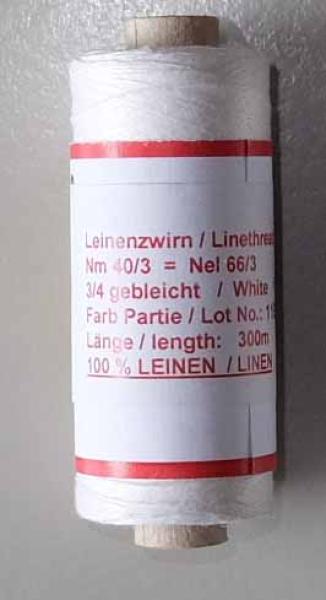 Leinenzwirn / Linethrea
Nm 40/3 = Nel 66/3
3/4 gebleicht / White
Farb Partie / Lot No.: 11
Länge / length: 300m
100 % LEINEN / LINEN